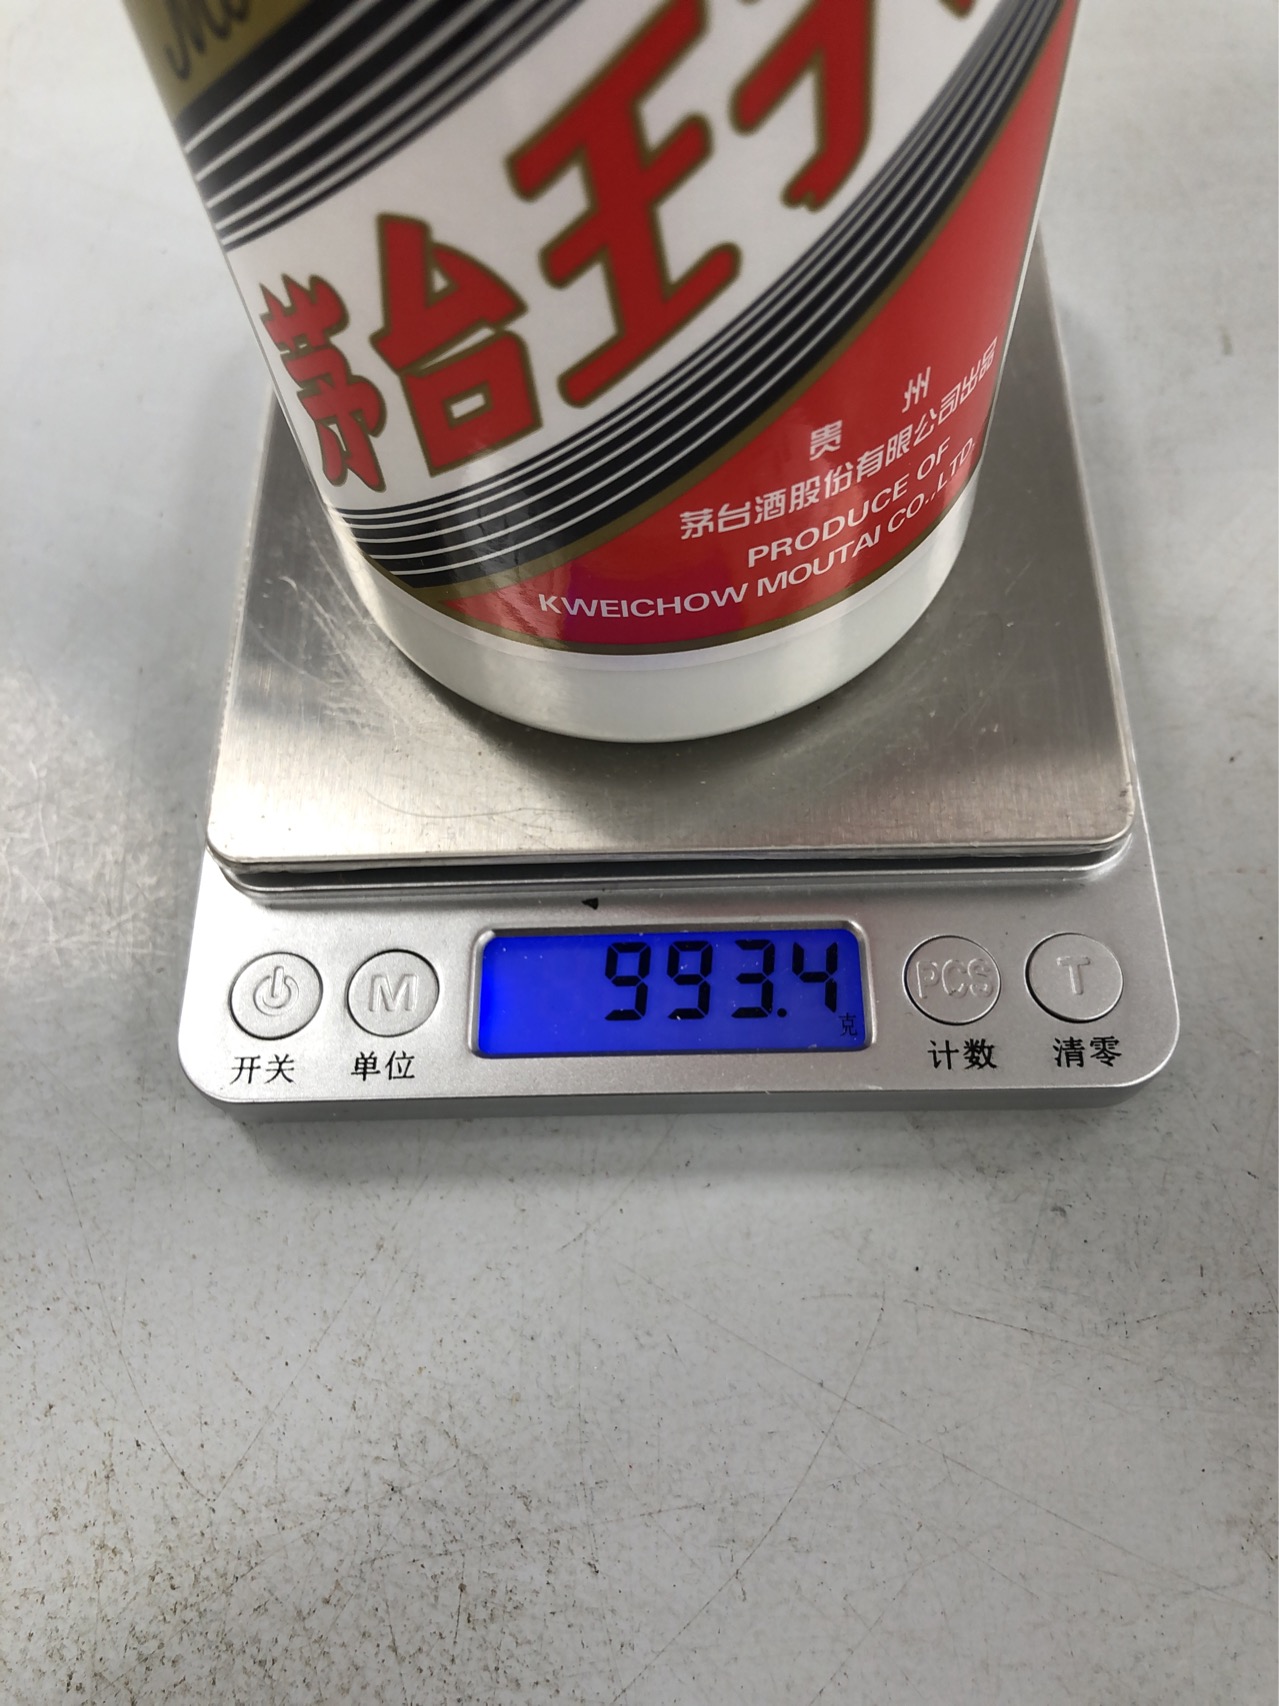 Mo
茅台王子
贵州
茅台酒股份有限公司出品
PRODUCE OF
KWEICHOW MOUTAI CO.,LTD.
993.4
克
M
PCS
T
开关
单位
计数
清零